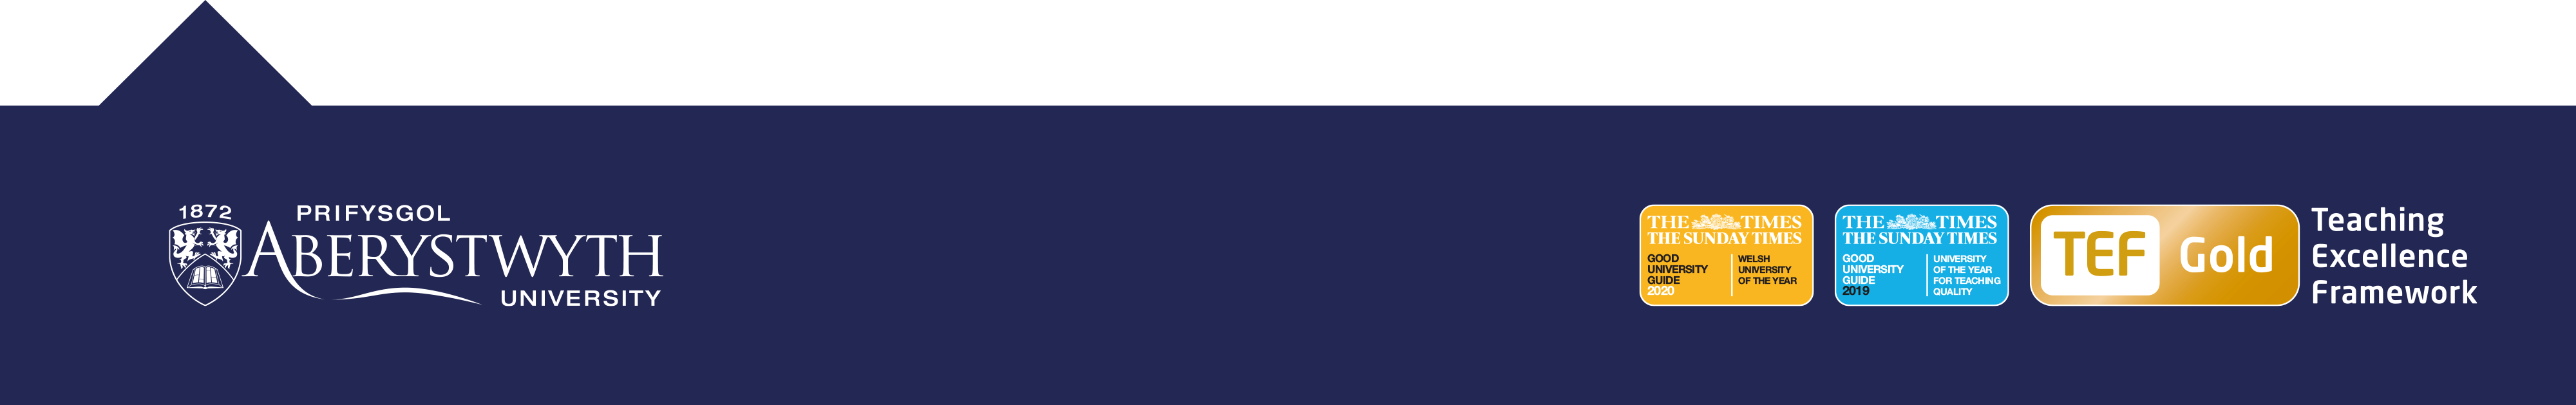 1872
PRIFYSGOL
ABERYSTWYTH
UNIVERSITY
THE TIMES
THE SUNDAY TIMES
GOOD
UNIVERSITY
GUIDE
2020
WELSH
UNIVERSITY
OF THE YEAR
THE TIMES
THE SUNDAY TIMES
GOOD
UNIVERSITY
GUIDE
2019
UNIVERSITY
OF THE YEAR
FOR TEACHING
QUALITY
TEF Gold
Teaching
Excellence
Framework